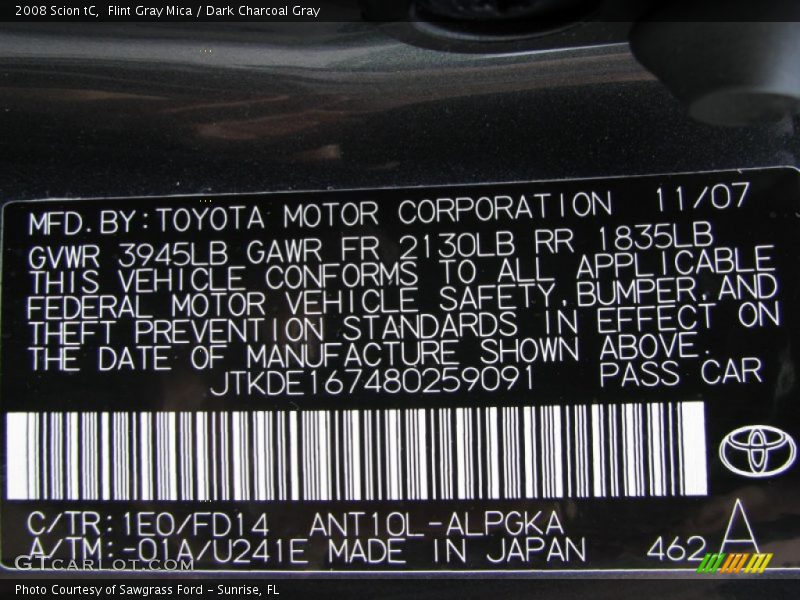 2008 Scion tC,  Flint Gray Mica / Dark Charcoal Gray
MFD.BY:TOYOTA MOTOR CORPORATION 11/07
GVWR 3945LB GAWR FR 2130LB RR 1835LB
THIS VEHICLE CONFORMS TO ALL APPLICABLE
FEDERAL MOTOR VEHICLE SAFETY,BUMPER,AND
THEFT PREVENTION STANDARDS IN EFFECT ON
THE DATE OF MANUFACTURE SHOWN ABOVE.
JTKDE167480259091 PASS CAR
C/TR:1E0/FD14 ANT10L-ALPGKA
A/TM:-01A/U241E MADE IN JAPAN 462 A
GTcarlot.com
Photo Courtesy of Sawgrass Ford - Sunrise, FL